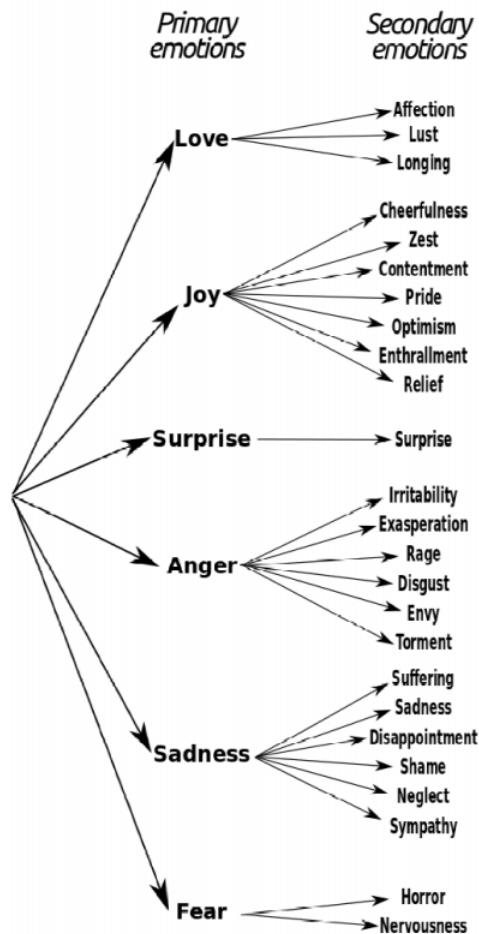 Primary
emotions
Secondary
emotions
Love
Affection
Lust
Longing
Joy
Cheerfulness
Zest
Contentment
Pride
Optimism
Enthrallment
Relief
Surprise
Surprise
Anger
Irritability
Exasperation
Rage
Disgust
Envy
Torment
Sadness
Suffering
Sadness
Disappointment
Shame
Neglect
Sympathy
Fear
Horror
Nervousness